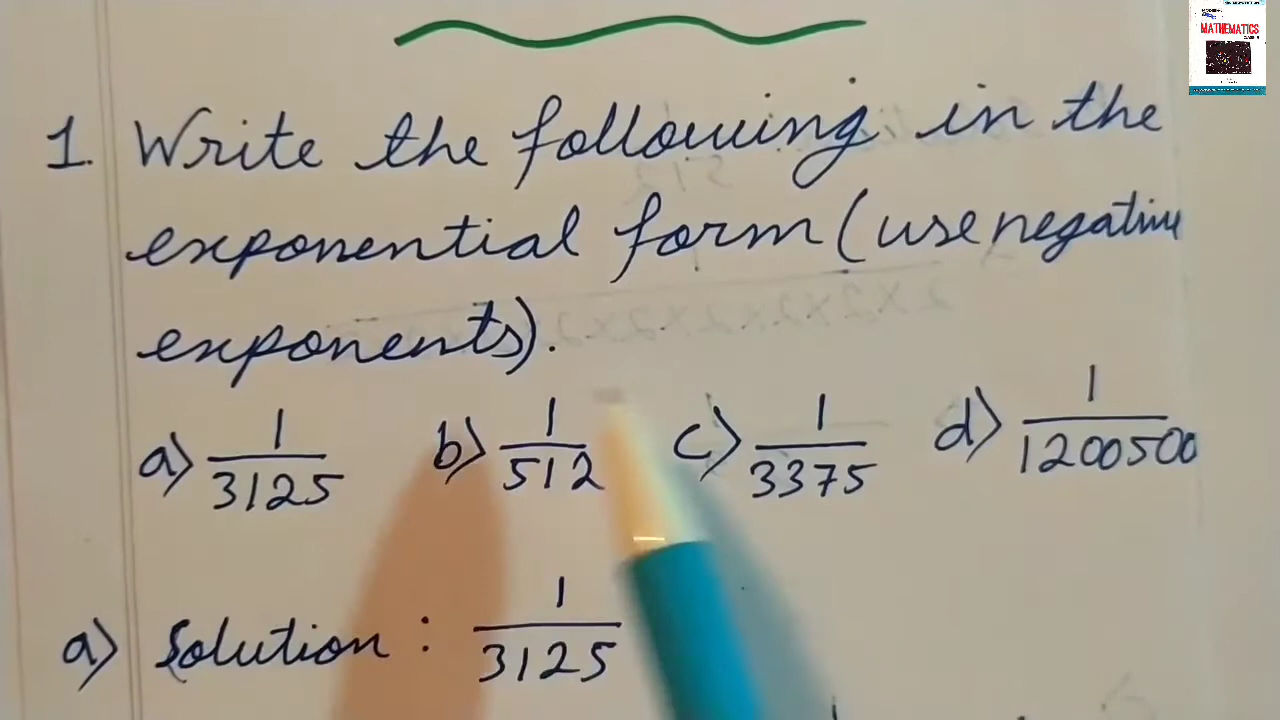 MATHEMATICS
1. Write the following in the
exponential form (use negative
exponents).
a) 1/3125 b) 1/512 c) 1/3375 d) 1/1200500
a) Solution : 1/3125